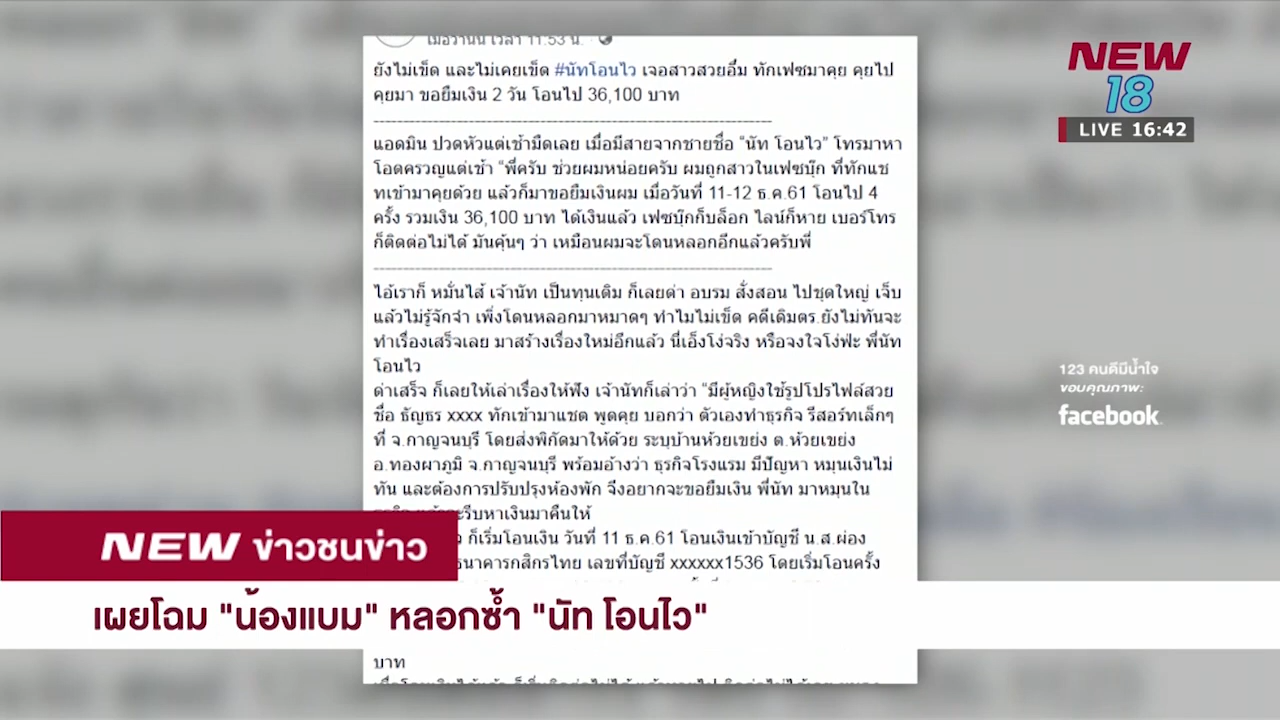 เมื่อวานนี้ เวลา 11:53 น.
ยังไม่เข็ด และไม่เคยเข็ด #นัทโอนไว เจอสาวสวยอึ๋ม ทักเฟซมาคุย คุยไป
คุยมา ขอยืมเงิน 2 วัน โอนไป 36,100 บาท
แอดมิน ปวดหัวแต่เช้ามืดเลย เมื่อมีสายจากชายชื่อ “นัท โอนไว” โทรมาหา
โอดครวญแต่เช้า “พี่ครับ ช่วยผมหน่อยครับ ผมถูกสาวในเฟซบุ๊ก ที่ทักแช
ทเข้ามาคุยด้วย แล้วก็มาขอยืมเงินผม เมื่อวันที่ 11-12 ธ.ค.61 โอนไป 4
ครั้ง รวมเงิน 36,100 บาท ได้เงินแล้ว เฟซบุ๊กก็บล็อก ไลน์ก็หาย เบอร์โทร
ก็ติดต่อไม่ได้ มันคุ้นๆ ว่า เหมือนผมจะโดนหลอกอีกแล้วครับพี่
ไอ้เราก็ หมั่นไส้ เจ้านัท เป็นทุนเดิม ก็เลยด่า อบรม สั่งสอน ไปชุดใหญ่ เจ็บ
แล้วไม่รู้จักจำ เพิ่งโดนหลอกมาหมาดๆ ทำไมไม่เข็ด คดีเดิมตร.ยังไม่ทันจะ
ทำเรื่องเสร็จเลย มาสร้างเรื่องใหม่อีกแล้ว นี่เอ็งโง่จริง หรือจงใจโง่ฟ่ะ พี่นัท
โอนไว
ด่าเสร็จ ก็เลยให้เล่าเรื่องให้ฟัง เจ้านัทก็เล่าว่า “มีผู้หญิงใช้รูปโปรไฟล์สวย
ชื่อ ธัญธร xxxx ทักเข้ามาแชต พูดคุย บอกว่า ตัวเองทำธุรกิจ รีสอร์ทเล็กๆ
ที่ จ.กาญจนบุรี โดยส่งพิกัดมาให้ด้วย ระบุบ้านห้วยเขย่ง ต.ห้วยเขย่ง
อ.ทองผาภูมิ จ.กาญจนบุรี พร้อมอ้างว่า ธุรกิจโรงแรม มีปัญหา หมุนเงินไม่
ทัน และต้องการปรับปรุงห้องพัก จึงอยากจะขอยืมเงิน พี่นัท มาหมุนใน
รีบหาเงินมาคืนให้
ก็เริ่มโอนเงิน วันที่ 11 ธ.ค.61 โอนเงินเข้าบัญชี น.ส.ผ่อง
ธนาคารกสิกรไทย เลขที่บัญชี xxxxxx1536 โดยเริ่มโอนครั้ง
บาท
NEW
18
LIVE 16:42
123 คนดีมีน้ำใจ
ขอบคุณภาพ:
facebook
NEW ข่าวชนข่าว
เผยโฉม "น้องแบม" หลอกซ้ำ "นัท โอนไว"